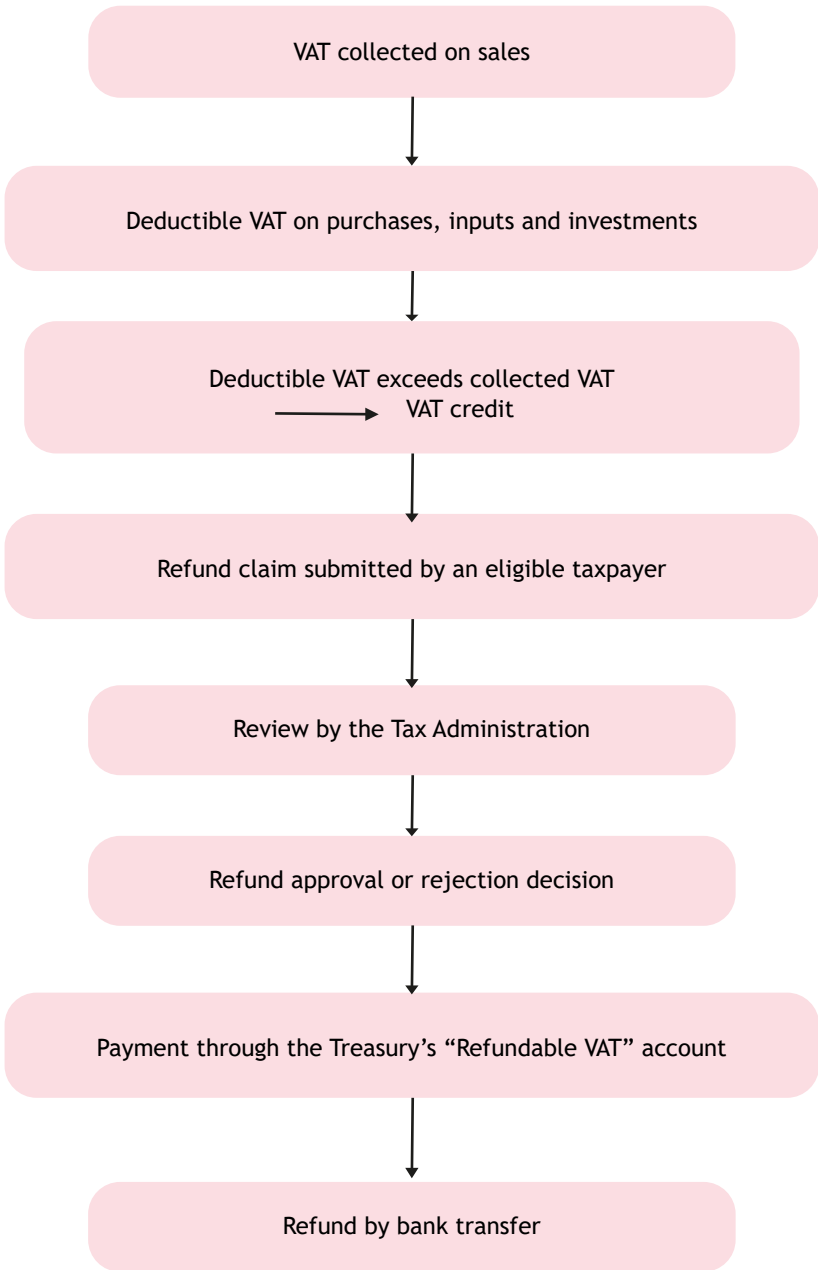 VAT collected on sales
Deductible VAT on purchases, inputs and investments
Deductible VAT exceeds collected VAT
VAT credit
Refund claim submitted by an eligible taxpayer
Review by the Tax Administration
Refund approval or rejection decision
Payment through the Treasury’s “Refundable VAT” account
Refund by bank transfer